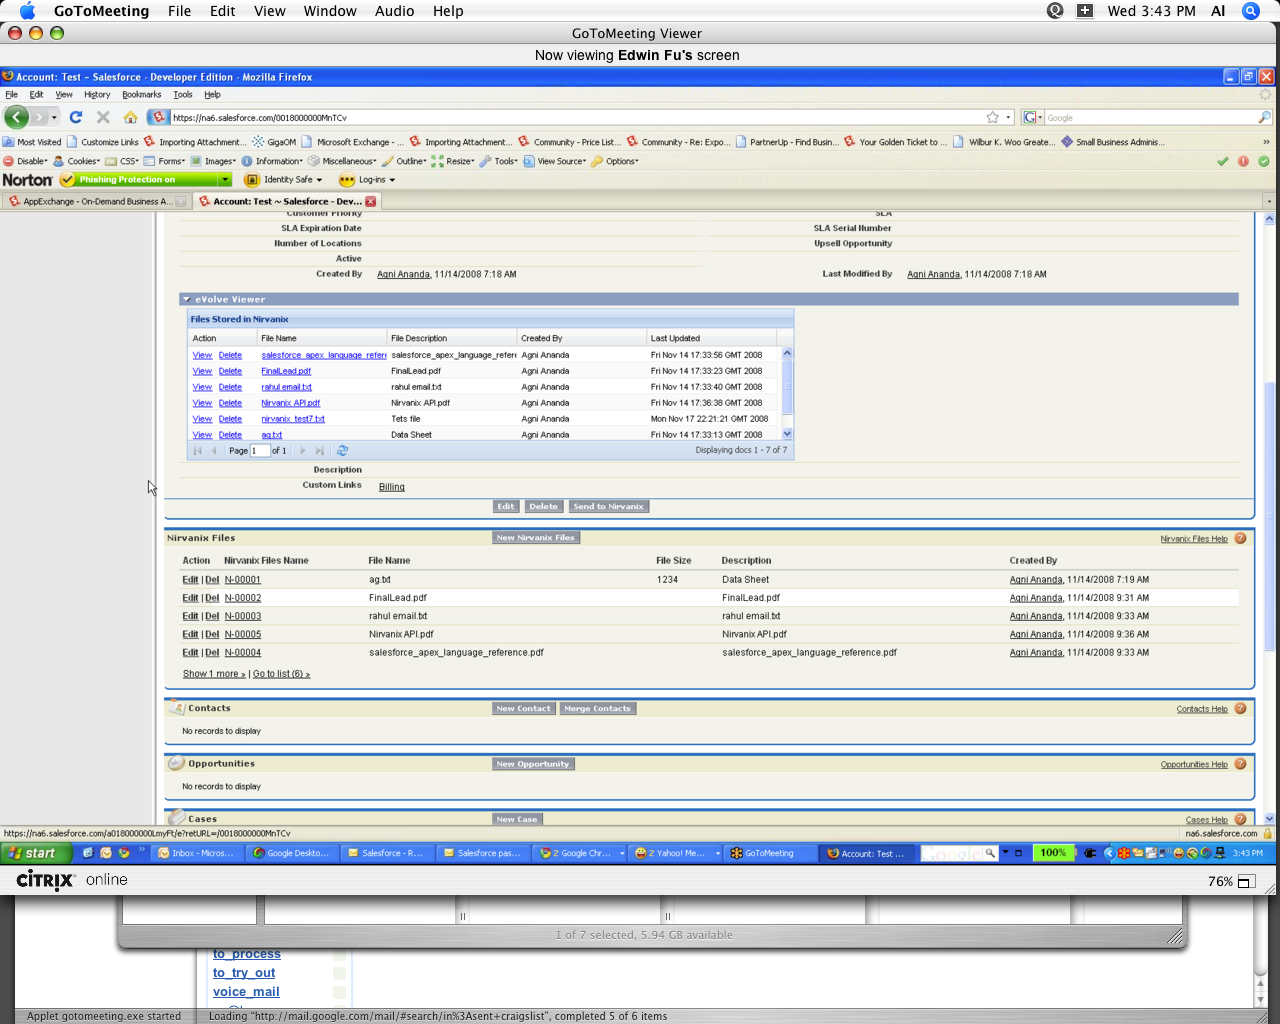 GoToMeeting File Edit View Window Audio Help Wed 3:43 PM Al
GoToMeeting Viewer
Now viewing Edwin Fu's screen
Account: Test ~ Salesforce - Developer Edition - Mozilla Firefox
File Edit View History Bookmarks Tools Help
https://na6.salesforce.com/0018000000MnTCv Google
Most Visited Customize Links Importing Attachment... GigaOM Microsoft Exchange - ... Importing Attachment... Community - Price List... Community - Re: Expo... PartnerUp - Find Busin... Your Golden Ticket to ... Wilbur K. Woo Greate... Small Business Adminis... »
Disable Cookies CSS Forms Images Information Miscellaneous Outline Resize Tools View Source Options
Norton Phishing Protection on Identity Safe Log-ins
AppExchange - On-Demand Business A... Account: Test ~ Salesforce - Dev...
Customer Priority SLA
SLA Expiration Date SLA Serial Number
Number of Locations Upsell Opportunity
Active
Created By Agni Ananda, 11/14/2008 7:18 AM Last Modified By Agni Ananda, 11/14/2008 7:18 AM
eVolve Viewer
Files Stored in Nirvanix
Action File Name File Description Created By Last Updated
View Delete salesforce_apex_language_refere salesforce_apex_language_refere Agni Ananda Fri Nov 14 17:33:56 GMT 2008
View Delete FinalLead.pdf FinalLead.pdf Agni Ananda Fri Nov 14 17:33:23 GMT 2008
View Delete rahul email.txt rahul email.txt Agni Ananda Fri Nov 14 17:33:40 GMT 2008
View Delete Nirvanix API.pdf Nirvanix API.pdf Agni Ananda Fri Nov 14 17:36:38 GMT 2008
View Delete nirvanix_test7.txt Tets file Agni Ananda Mon Nov 17 22:21:21 GMT 2008
View Delete ag.txt Data Sheet Agni Ananda Fri Nov 14 17:33:13 GMT 2008
Page 1 of 1 Displaying docs 1 - 7 of 7
Description
Custom Links Billing
Edit Delete Send to Nirvanix
Nirvanix Files New Nirvanix Files Nirvanix Files Help ?
Action Nirvanix Files Name File Name File Size Description Created By
Edit | Del N-00001 ag.txt 1234 Data Sheet Agni Ananda, 11/14/2008 7:19 AM
Edit | Del N-00002 FinalLead.pdf FinalLead.pdf Agni Ananda, 11/14/2008 9:31 AM
Edit | Del N-00003 rahul email.txt rahul email.txt Agni Ananda, 11/14/2008 9:33 AM
Edit | Del N-00005 Nirvanix API.pdf Nirvanix API.pdf Agni Ananda, 11/14/2008 9:36 AM
Edit | Del N-00004 salesforce_apex_language_reference.pdf salesforce_apex_language_reference.pdf Agni Ananda, 11/14/2008 9:33 AM
Show 1 more » | Go to list (6) »
Contacts New Contact Merge Contacts Contacts Help ?
No records to display
Opportunities New Opportunity Opportunities Help ?
No records to display
Cases New Case Cases Help ?
https://na6.salesforce.com/a018000000LmyFt/e?retURL=/0018000000MnTCv na6.salesforce.com
start » Inbox - Micros... Google Deskto... Salesforce - R... Salesforce pas... 2 Google Chr... 2 Yahoo! Me... GoToMeeting Account: Test ... 100% 3:43 PM
CITRIX online 76%
1 of 7 selected, 5.94 GB available
to_process
to_try_out
voice_mail
Applet gotomeeting.exe started Loading "http://mail.google.com/mail/#search/in%3Asent+craigslist", completed 5 of 6 items